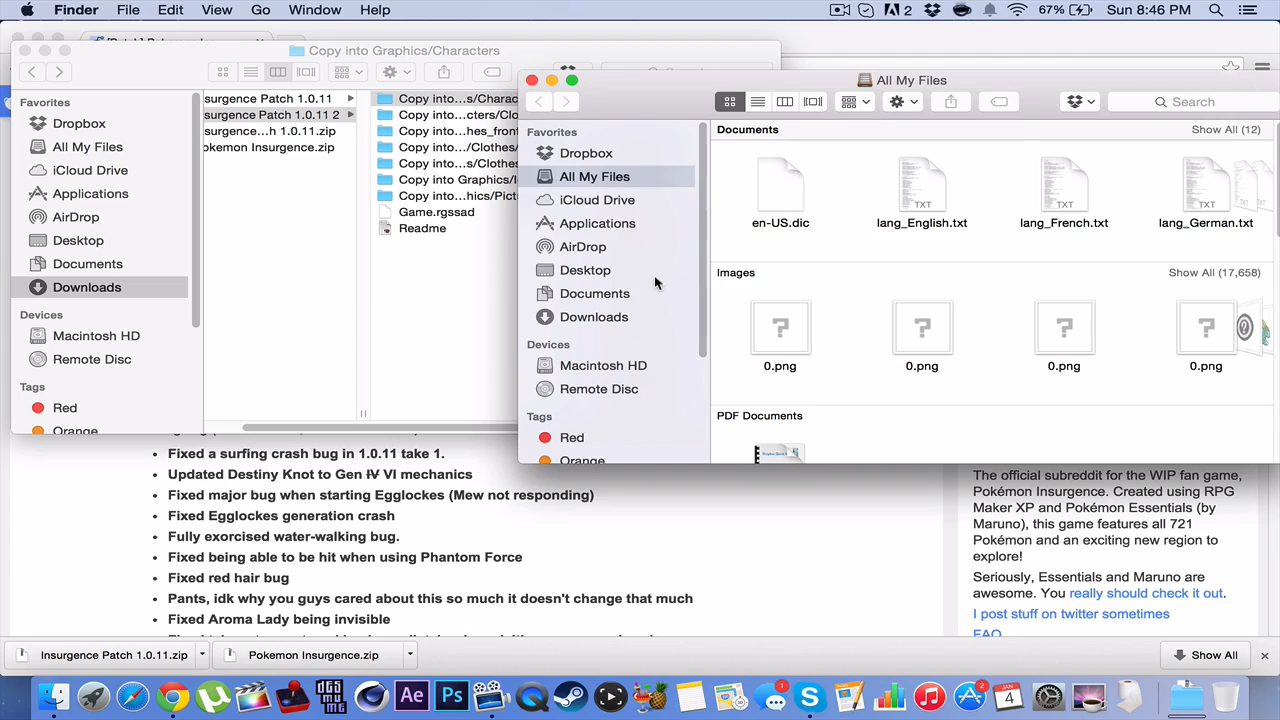 Finder File Edit View Go Window Help
2 67% Sun 8:46 PM
Copy into Graphics/Characters
Favorites
Dropbox
All My Files
iCloud Drive
Applications
AirDrop
Desktop
Documents
Downloads
Devices
Macintosh HD
Remote Disc
Tags
Red
Orange
surgence Patch 1.0.11
surgence Patch 1.0.11 2
surgence...h 1.0.11.zip
okemon Insurgence.zip
Copy into...s/Charac
Copy into...cters/Clo
Copy into...hes_front
Copy into.../Clothes
Copy into...s/Clothes
Copy into Graphics/I
Copy into...hics/Pict
Game.rgssad
Readme
All My Files
Search
Favorites
Dropbox
All My Files
iCloud Drive
Applications
AirDrop
Desktop
Documents
Downloads
Devices
Macintosh HD
Remote Disc
Tags
Red
Orange
Documents Show All (12)
TXT TXT TXT
en-US.dic lang_English.txt lang_French.txt lang_German.txt
Images Show All (17,658)
? ? ? ?
0.png 0.png 0.png 0.png
PDF Documents
• Fixed a surfing crash bug in 1.0.11 take 1.
• Updated Destiny Knot to Gen IV VI mechanics
• Fixed major bug when starting Egglockes (Mew not responding)
• Fixed Egglockes generation crash
• Fully exorcised water-walking bug.
• Fixed being able to be hit when using Phantom Force
• Fixed red hair bug
• Pants, idk why you guys cared about this so much it doesn't change that much
• Fixed Aroma Lady being invisible
The official subreddit for the WIP fan game,
Pokémon Insurgence. Created using RPG
Maker XP and Pokémon Essentials (by
Maruno), this game features all 721
Pokémon and an exciting new region to
explore!
Seriously, Essentials and Maruno are
awesome. You really should check it out.
I post stuff on twitter sometimes
FAQ
Insurgence Patch 1.0.11.zip Pokemon Insurgence.zip Show All
Ae Ps 1 S 2 JAN 1